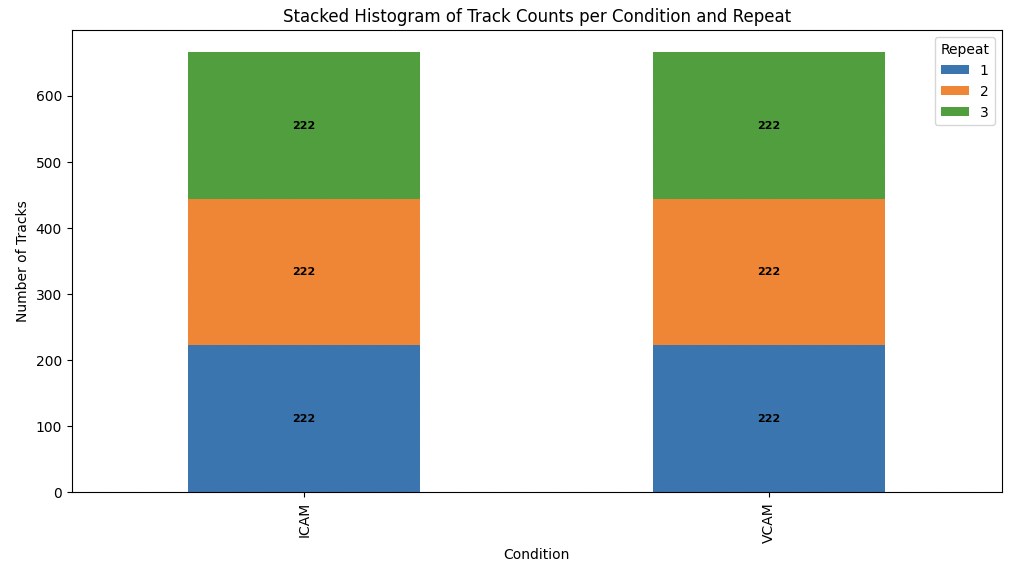 Stacked Histogram of Track Counts per Condition and Repeat
Number of Tracks
600
500
400
300
200
100
0
222
222
222
222
222
222
Repeat
1
2
3
ICAM
VCAM
Condition